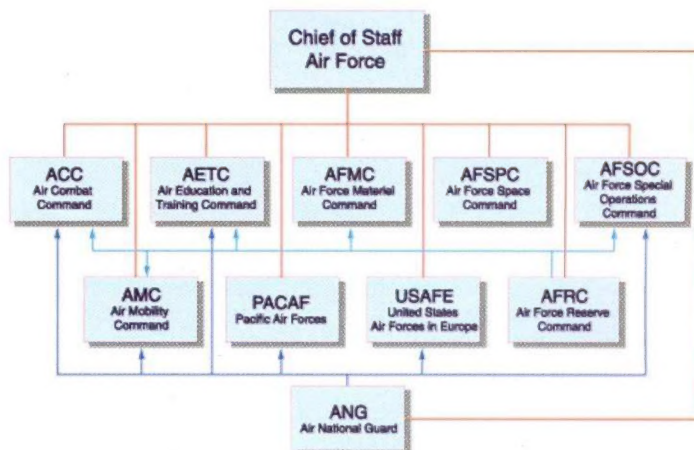 Chief of Staff
Air Force
ACC
Air Combat
Command
AETC
Air Education and
Training Command
AFMC
Air Force Materiel
Command
AFSPC
Air Force Space
Command
AFSOC
Air Force Special
Operations
Command
AMC
Air Mobility
Command
PACAF
Pacific Air Forces
USAFE
United States
Air Forces in Europe
AFRC
Air Force Reserve
Command
ANG
Air National Guard